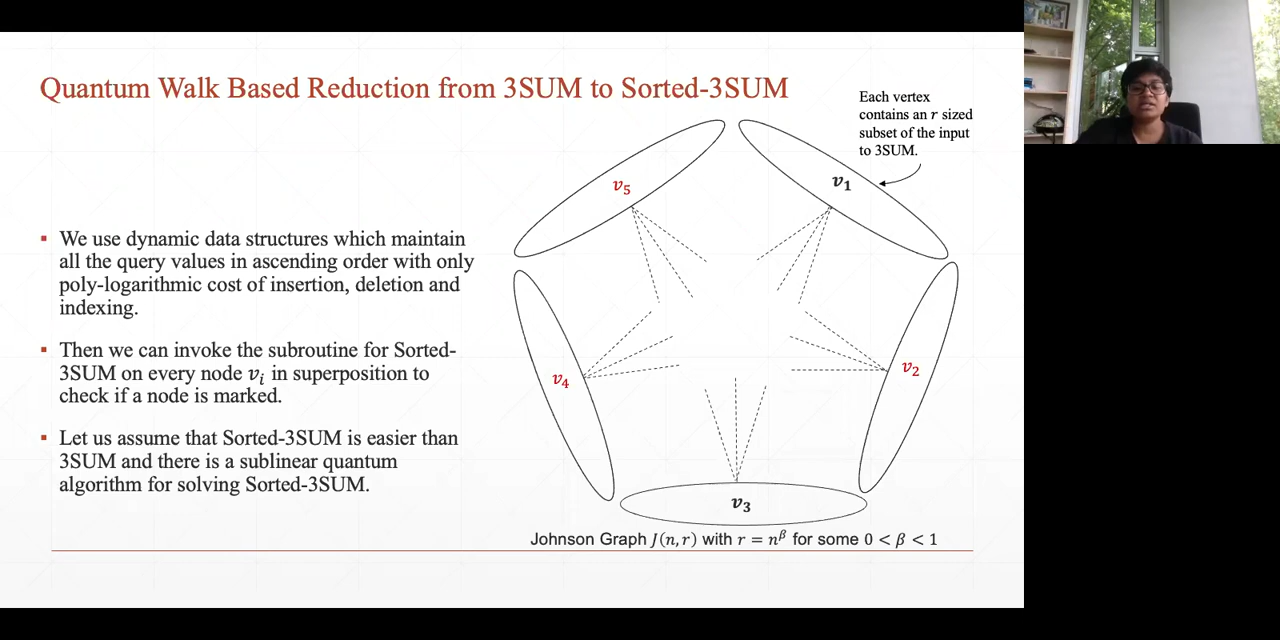 Quantum Walk Based Reduction from 3SUM to Sorted-3SUM
Each vertex
contains an r sized
subset of the input
to 3SUM.
▪ We use dynamic data structures which maintain
all the query values in ascending order with only
poly-logarithmic cost of insertion, deletion and
indexing.
▪ Then we can invoke the subroutine for Sorted-
3SUM on every node 𝑣ᵢ in superposition to
check if a node is marked.
▪ Let us assume that Sorted-3SUM is easier than
3SUM and there is a sublinear quantum
algorithm for solving Sorted-3SUM.
𝑣₅
𝒗₁
𝑣₄
𝑣₂
𝒗₃
Johnson Graph 𝐽(𝑛, 𝑟) with 𝑟 = 𝑛^𝛽 for some 0 < 𝛽 < 1